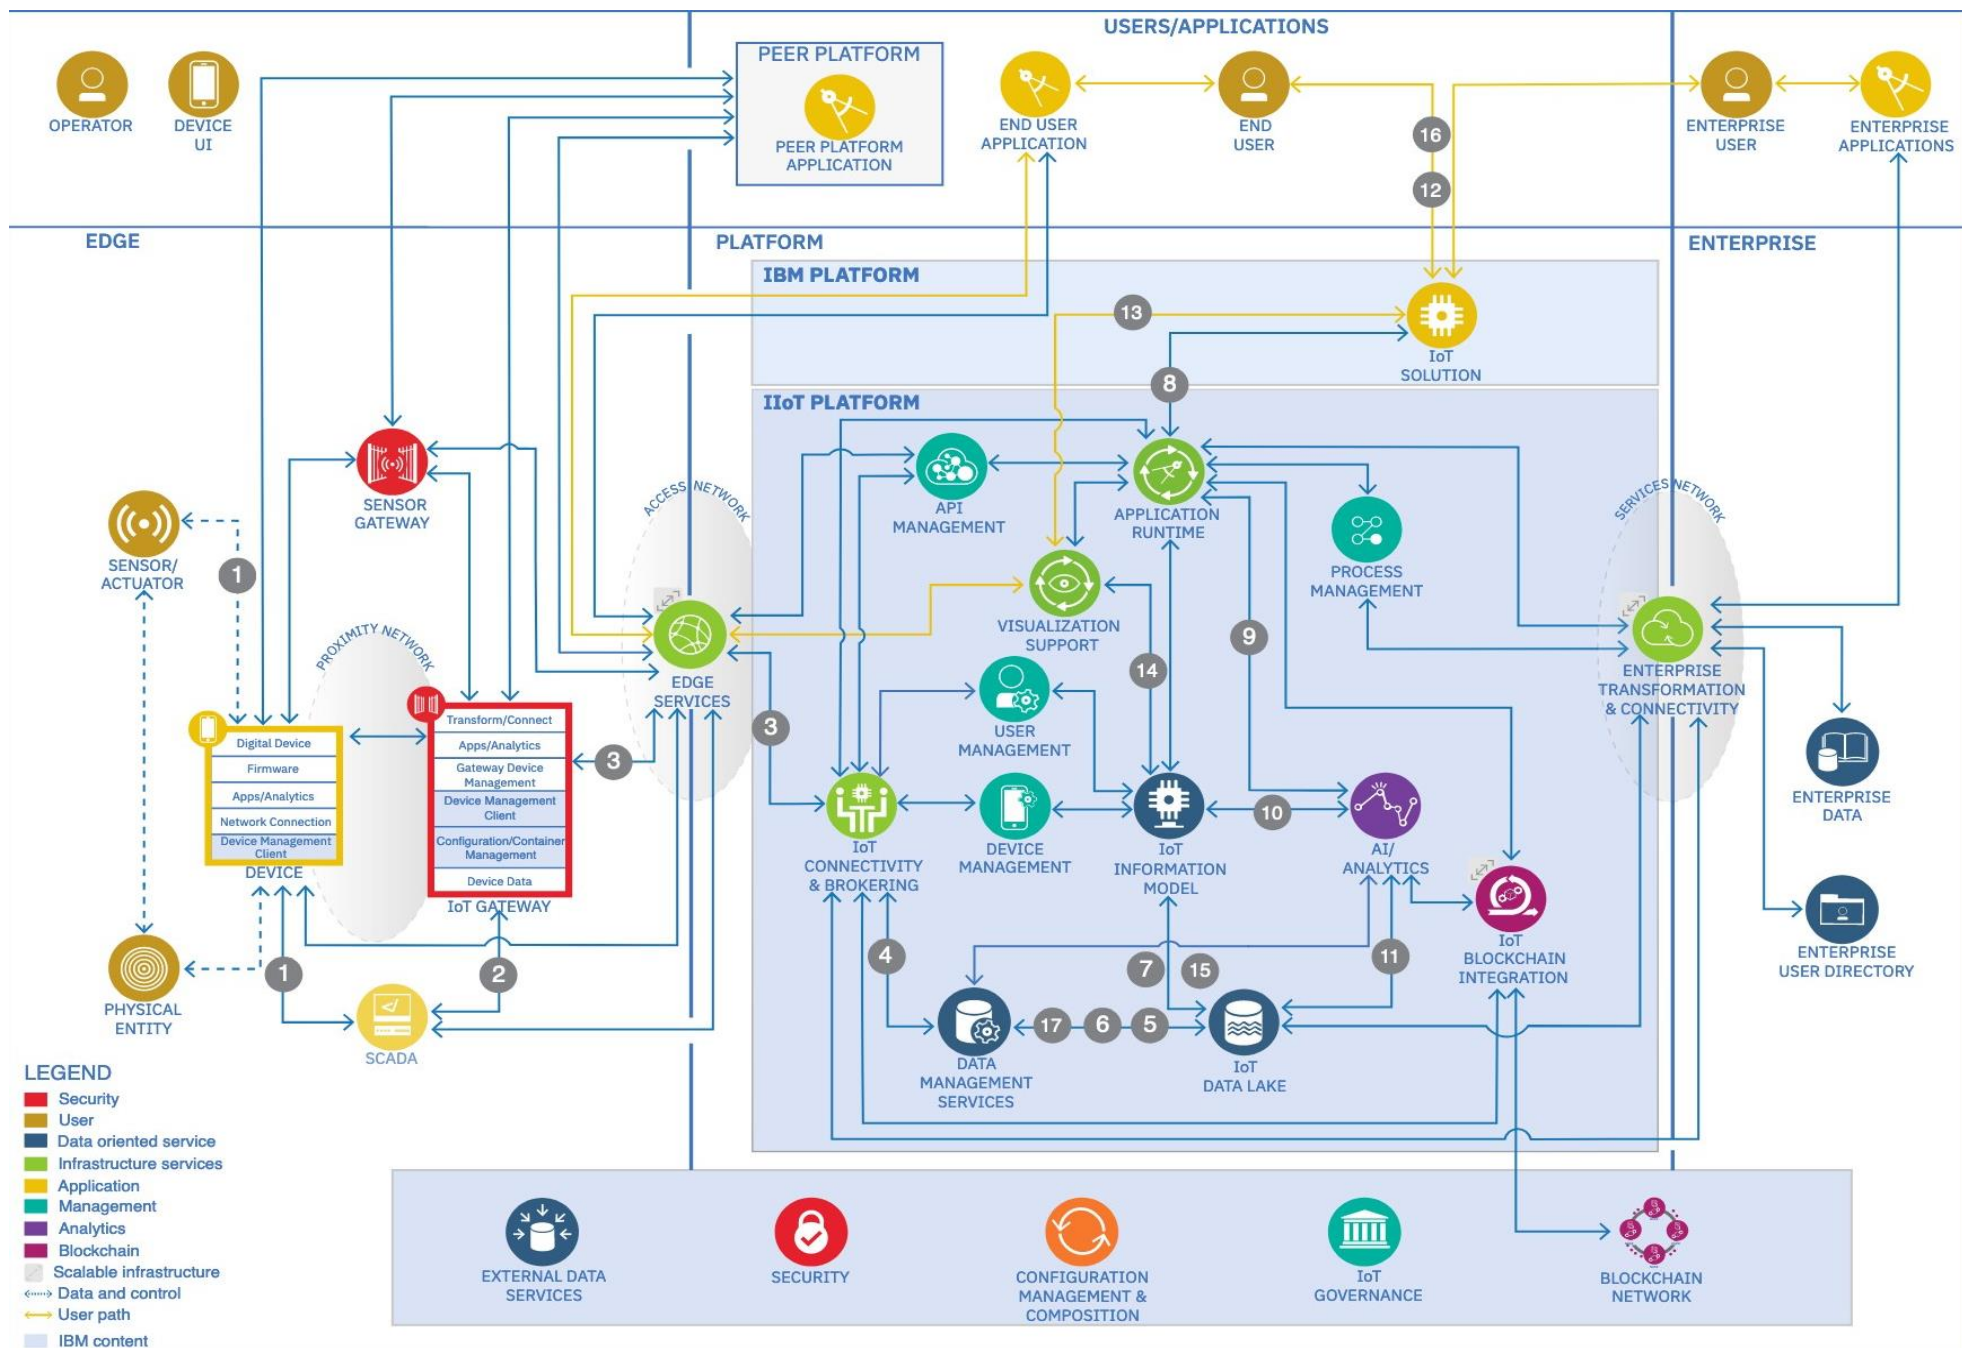 USERS/APPLICATIONS
OPERATOR
DEVICE
UI
PEER PLATFORM
PEER PLATFORM
APPLICATION
END USER
APPLICATION
END
USER
16
12
ENTERPRISE
USER
ENTERPRISE
APPLICATIONS
EDGE
PLATFORM
ENTERPRISE
IBM PLATFORM
13
IoT
SOLUTION
8
IIoT PLATFORM
SENSOR
GATEWAY
ACCESS NETWORK
API
MANAGEMENT
APPLICATION
RUNTIME
SERVICES NETWORK
SENSOR/
ACTUATOR
1
PROCESS
MANAGEMENT
PROXIMITY NETWORK
VISUALIZATION
SUPPORT
9
14
EDGE
SERVICES
USER
MANAGEMENT
ENTERPRISE
TRANSFORMATION
& CONNECTIVITY
Digital Device
Firmware
Apps/Analytics
Network Connection
Device Management
Client
DEVICE
Transform/Connect
Apps/Analytics
Gateway Device
Management
Device Management
Client
Configuration/Container
Management
Device Data
IoT GATEWAY
3
3
IoT
CONNECTIVITY
& BROKERING
DEVICE
MANAGEMENT
IoT
INFORMATION
MODEL
10
AI/
ANALYTICS
ENTERPRISE
DATA
IoT
BLOCKCHAIN
INTEGRATION
ENTERPRISE
USER DIRECTORY
PHYSICAL
ENTITY
1
2
SCADA
4
7
15
11
17
6
5
DATA
MANAGEMENT
SERVICES
IoT
DATA LAKE
LEGEND
Security
User
Data oriented service
Infrastructure services
Application
Management
Analytics
Blockchain
Scalable infrastructure
Data and control
User path
IBM content
EXTERNAL DATA
SERVICES
SECURITY
CONFIGURATION
MANAGEMENT &
COMPOSITION
IoT
GOVERNANCE
BLOCKCHAIN
NETWORK